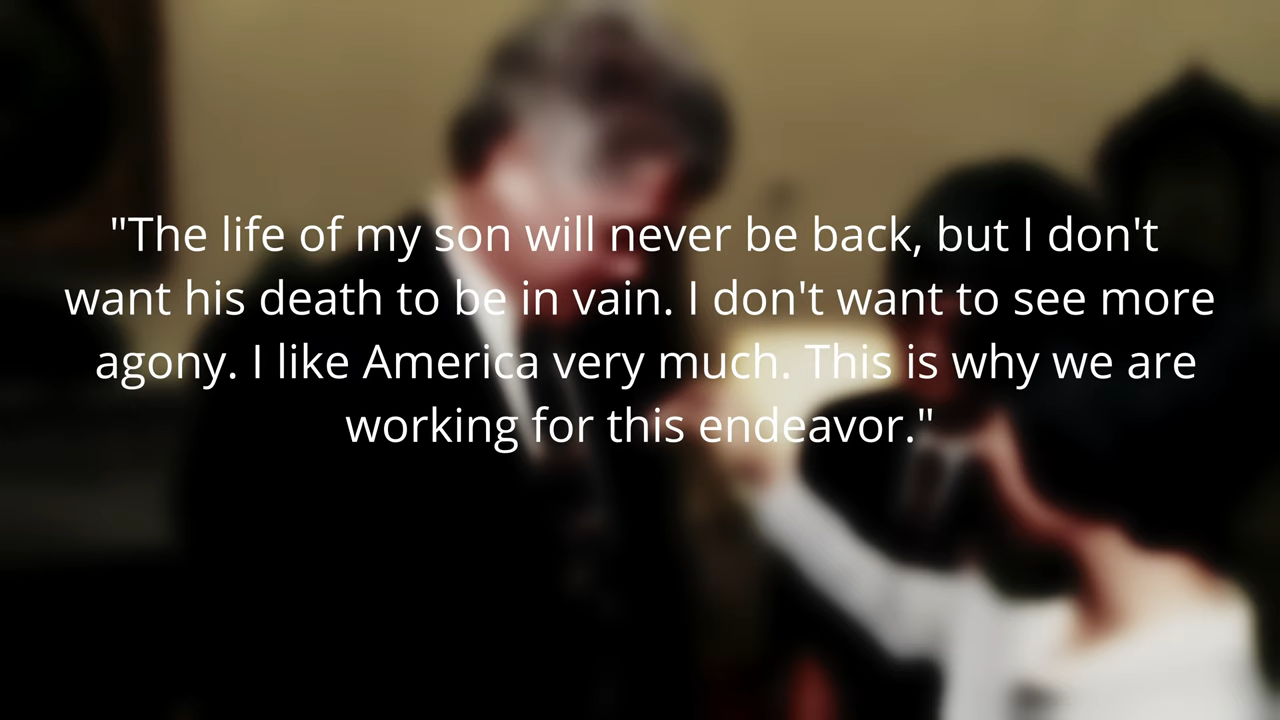 "The life of my son will never be back, but I don't
want his death to be in vain. I don't want to see more
agony. I like America very much. This is why we are
working for this endeavor."